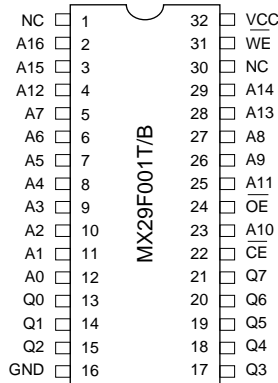 NC 1 32 VCC
A16 2 31 WE
A15 3 30 NC
A12 4 29 A14
A7 5 28 A13
A6 6 27 A8
A5 7 26 A9
A4 8 25 A11
A3 9 24 OE
A2 10 23 A10
A1 11 22 CE
A0 12 21 Q7
Q0 13 20 Q6
Q1 14 19 Q5
Q2 15 18 Q4
GND 16 17 Q3
MX29F001T/B